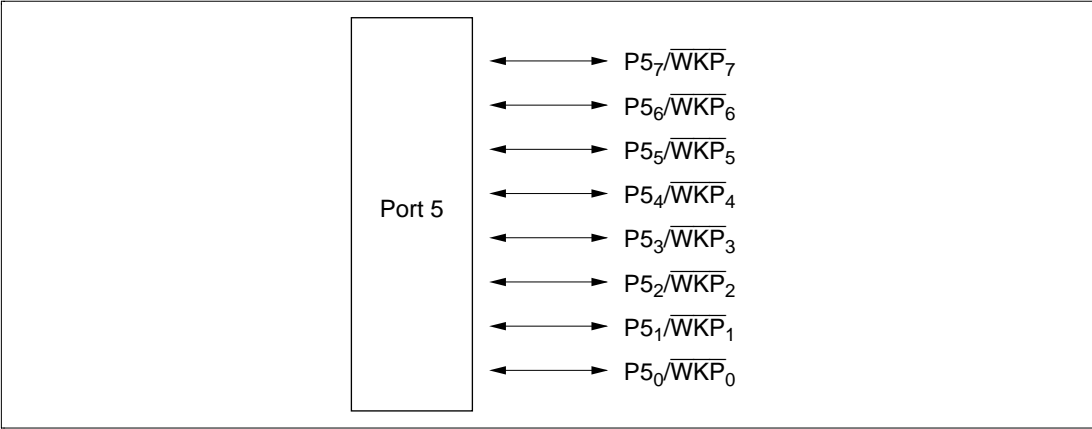 P5₇/W̅K̅P̅₇
P5₆/W̅K̅P̅₆
P5₅/W̅K̅P̅₅
P5₄/W̅K̅P̅₄
Port 5
P5₃/W̅K̅P̅₃
P5₂/W̅K̅P̅₂
P5₁/W̅K̅P̅₁
P5₀/W̅K̅P̅₀